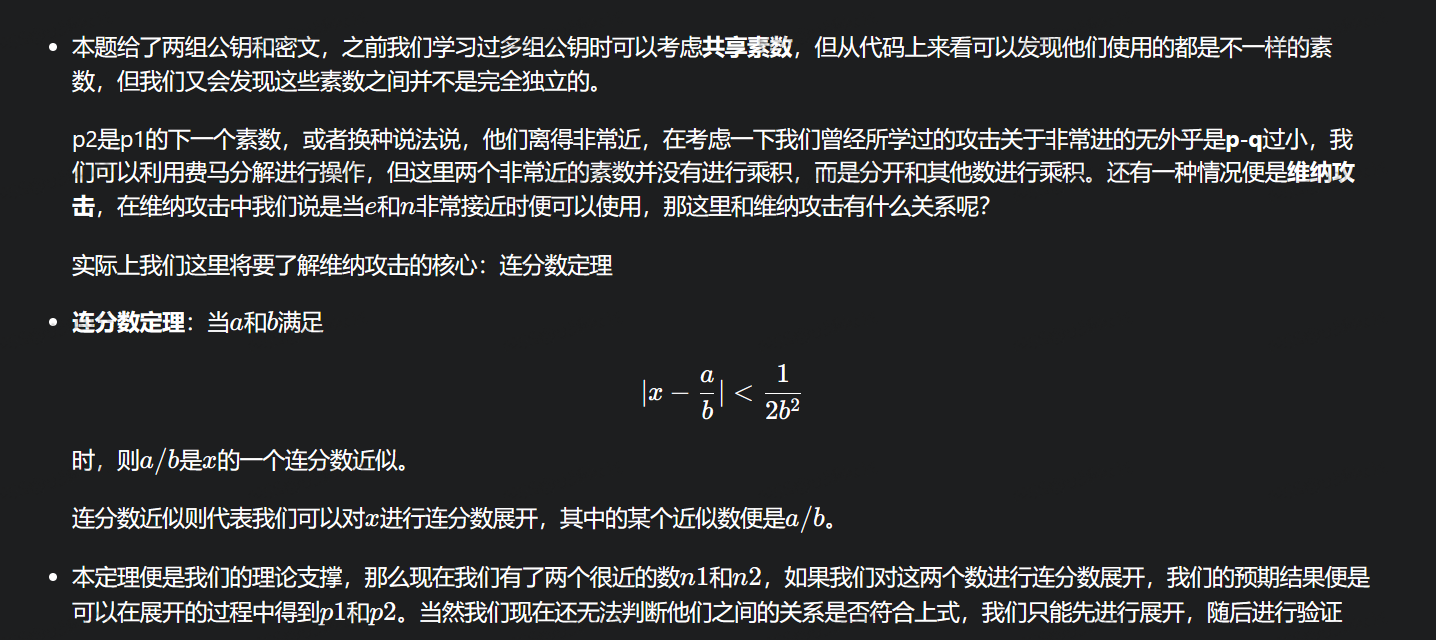 • 本题给了两组公钥和密文，之前我们学习过多组公钥时可以考虑共享素数，但从代码上来看可以发现他们使用的都是不一样的素
数，但我们又会发现这些素数之间并不是完全独立的。
p2是p1的下一个素数，或者换种说法说，他们离得非常近，在考虑一下我们曾经所学过的攻击关于非常进的无外乎是p-q过小，我
们可以利用费马分解进行操作，但这里两个非常近的素数并没有进行乘积，而是分开和其他数进行乘积。还有一种情况便是维纳攻
击，在维纳攻击中我们说是当e和n非常接近时便可以使用，那这里和维纳攻击有什么关系呢？
实际上我们这里将要了解维纳攻击的核心：连分数定理
• 连分数定理：当a和b满足
|x − a/b| < 1/2b²
时，则a/b是x的一个连分数近似。
连分数近似则代表我们可以对x进行连分数展开，其中的某个近似数便是a/b。
• 本定理便是我们的理论支撑，那么现在我们有了两个很近的数n1和n2，如果我们对这两个数进行连分数展开，我们的预期结果便是
可以在展开的过程中得到p1和p2。当然我们现在还无法判断他们之间的关系是否符合上式，我们只能先进行展开，随后进行验证